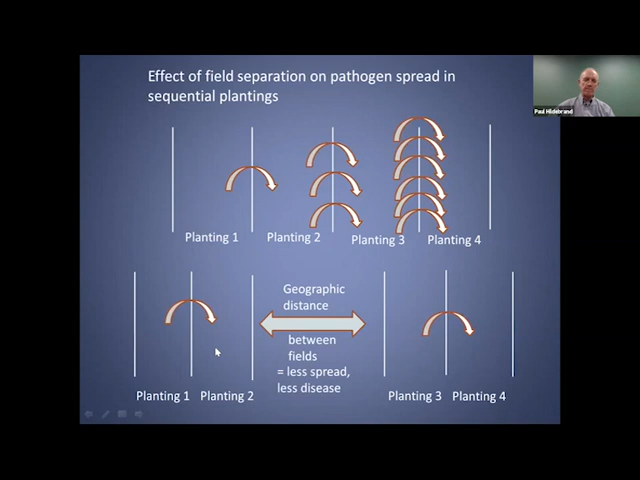 Effect of field separation on pathogen spread in
sequential plantings
Paul Hildebrand
Planting 1 Planting 2 Planting 3 Planting 4
Geographic
distance
between
fields
= less spread,
less disease
Planting 1 Planting 2 Planting 3 Planting 4